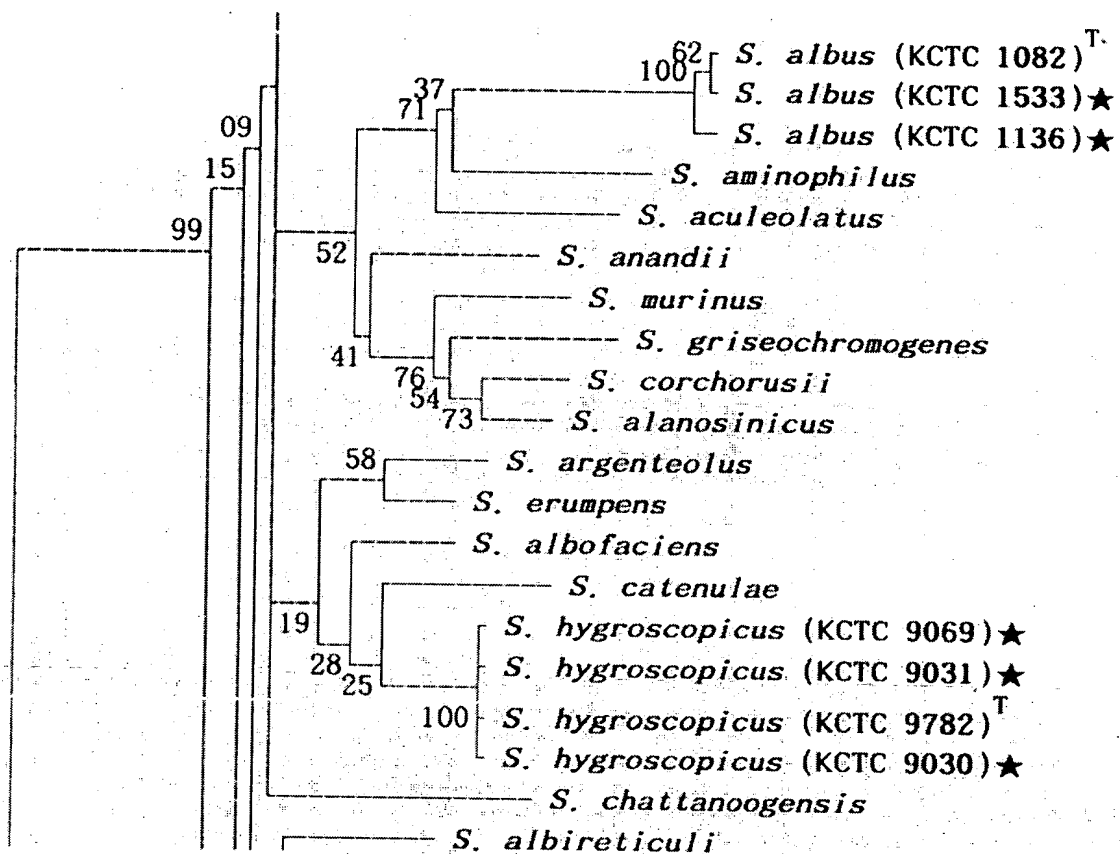 62 S. albus (KCTC 1082)T
100
37 S. albus (KCTC 1533)★
71
09
S. albus (KCTC 1136)★
15 S. aminophilus
99 S. aculeolatus
52 S. anandii
S. murinus
41 S. griseochromogenes
76 S. corchorusii
54
73 S. alanosinicus
58 S. argenteolus
S. erumpens
S. albofaciens
S. catenulae
19 S. hygroscopicus (KCTC 9069)★
28 S. hygroscopicus (KCTC 9031)★
25
100 S. hygroscopicus (KCTC 9782)T
S. hygroscopicus (KCTC 9030)★
S. chattanoogensis
S. albireticuli